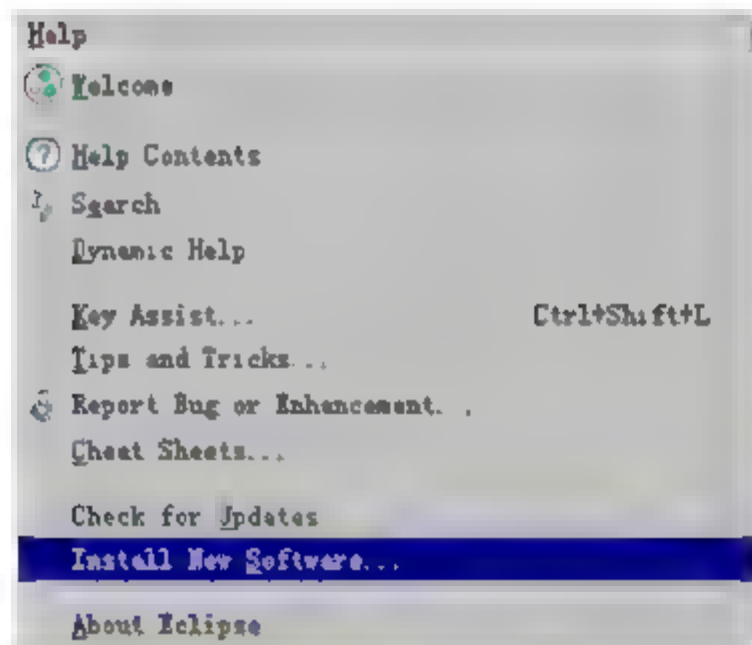 Help
Welcome
Help Contents
Search
Dynamic Help
Key Assist... Ctrl+Shift+L
Tips and Tricks...
Report Bug or Enhancement...
Cheat Sheets...
Check for Updates
Install New Software...
About Eclipse